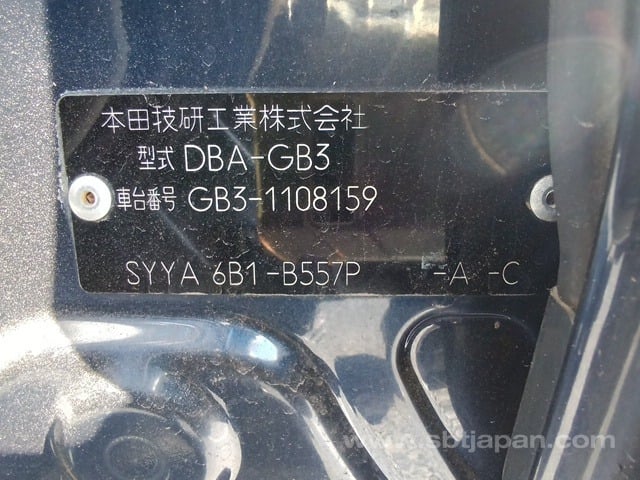 本田技研工業株式会社
型式 DBA-GB3
車台番号 GB3-1108159
SYYA 6B1 -B557P -A -C
www.sbtjapan.com